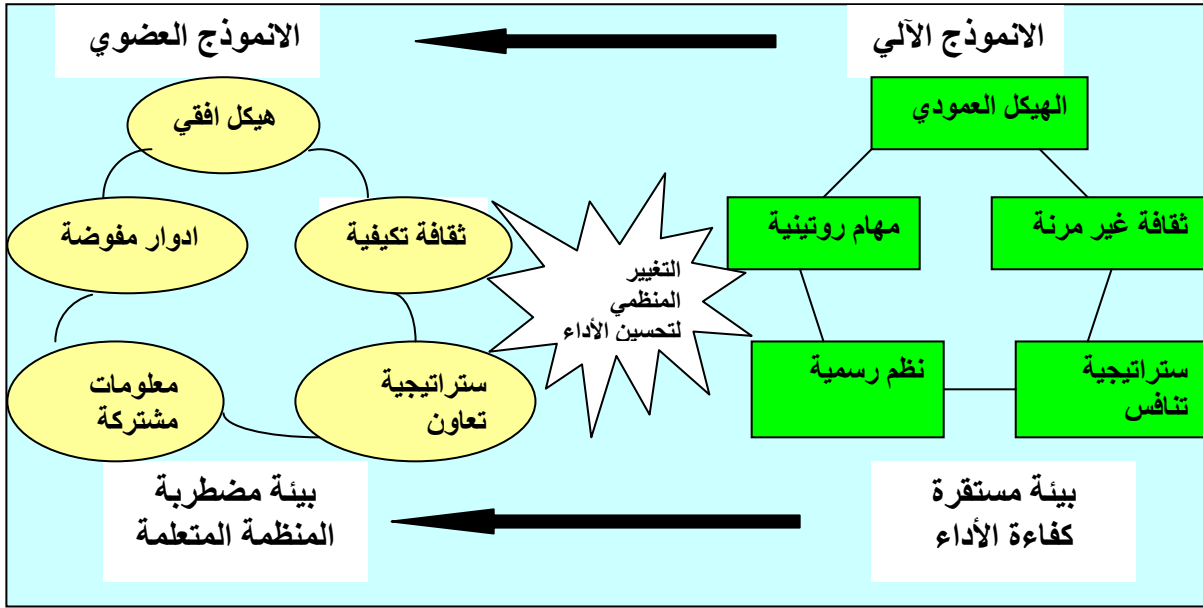 الانموذج الآلي
الانموذج العضوي
الهيكل العمودي
ثقافة غير مرنة
مهام روتينية
ستراتيجية
تنافس
نظم رسمية
التغيير
المنظمي
لتحسين الأداء
هيكل افقي
ثقافة تكيفية
ادوار مفوضة
ستراتيجية
تعاون
معلومات
مشتركة
بيئة مستقرة
كفاءة الأداء
بيئة مضطربة
المنظمة المتعلمة